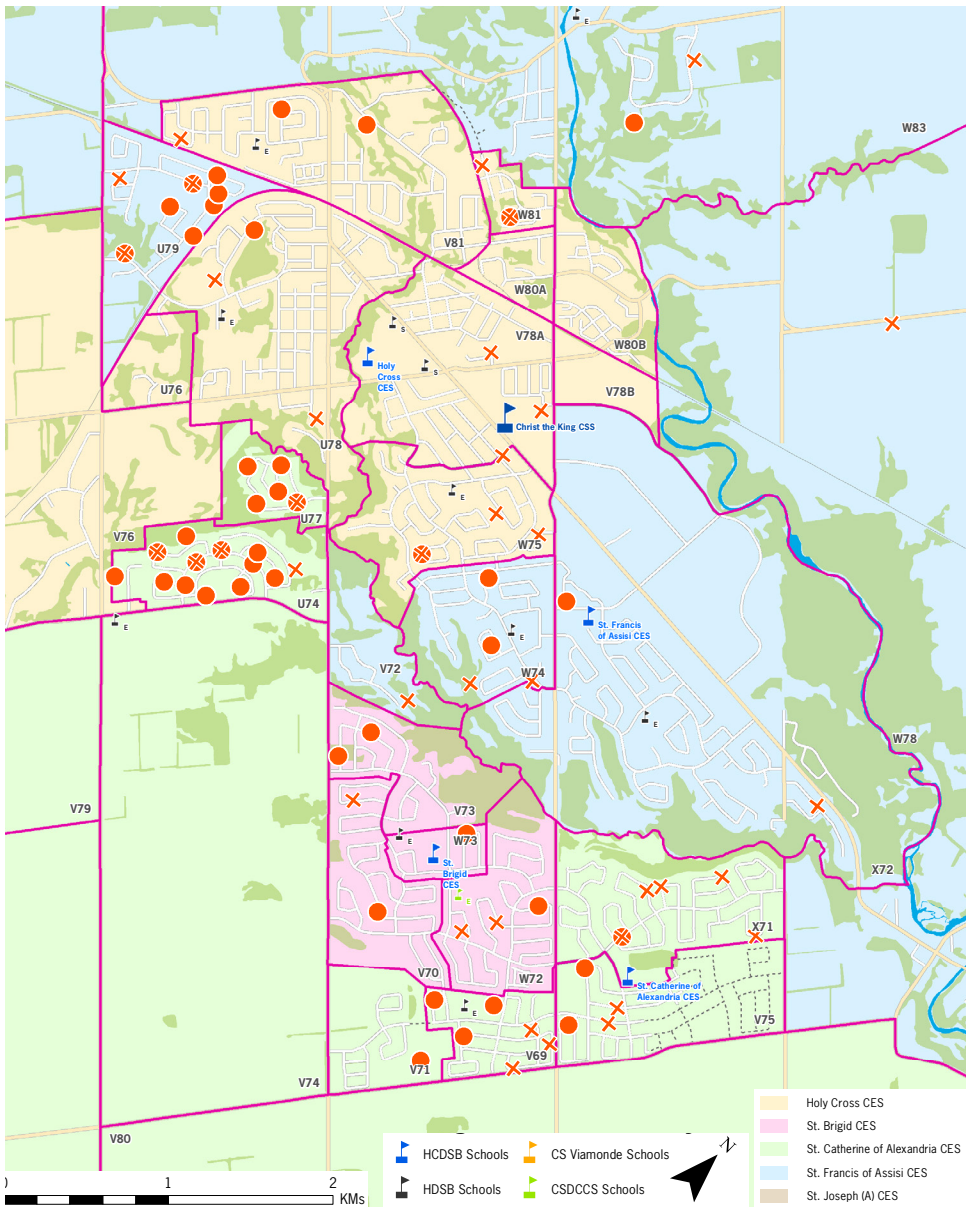 E
W83
E
W81
U79
V81
W80A
S
V78A
E
W80B
S
Holy
Cross
CES
U76
V78B
Christ the King CSS
U78
E
U77
V76
W75
U74
E
St. Francis
of Assisi CES
E
V72
W74
E
W78
V79
V73
W73
E
St.
Brigid
CES
X72
E
X71
V70
W72
St. Catherine of
Alexandria CES
E
V75
V69
V71
V74
V80
Holy Cross CES
St. Brigid CES
St. Catherine of Alexandria CES
St. Francis of Assisi CES
St. Joseph (A) CES
HCDSB Schools
CS Viamonde Schools
HDSB Schools
CSDCCS Schools
N
0
1
2
KMs